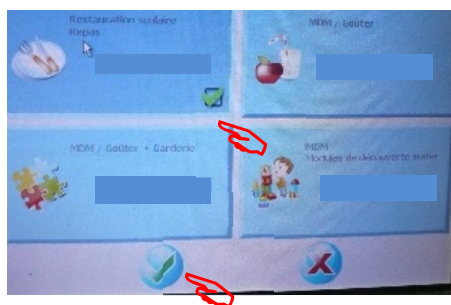 Restauration scolaire
Repas
MDM / Goûter
MDM / Goûter + Garderie
MDM
Modules de découverte atelier